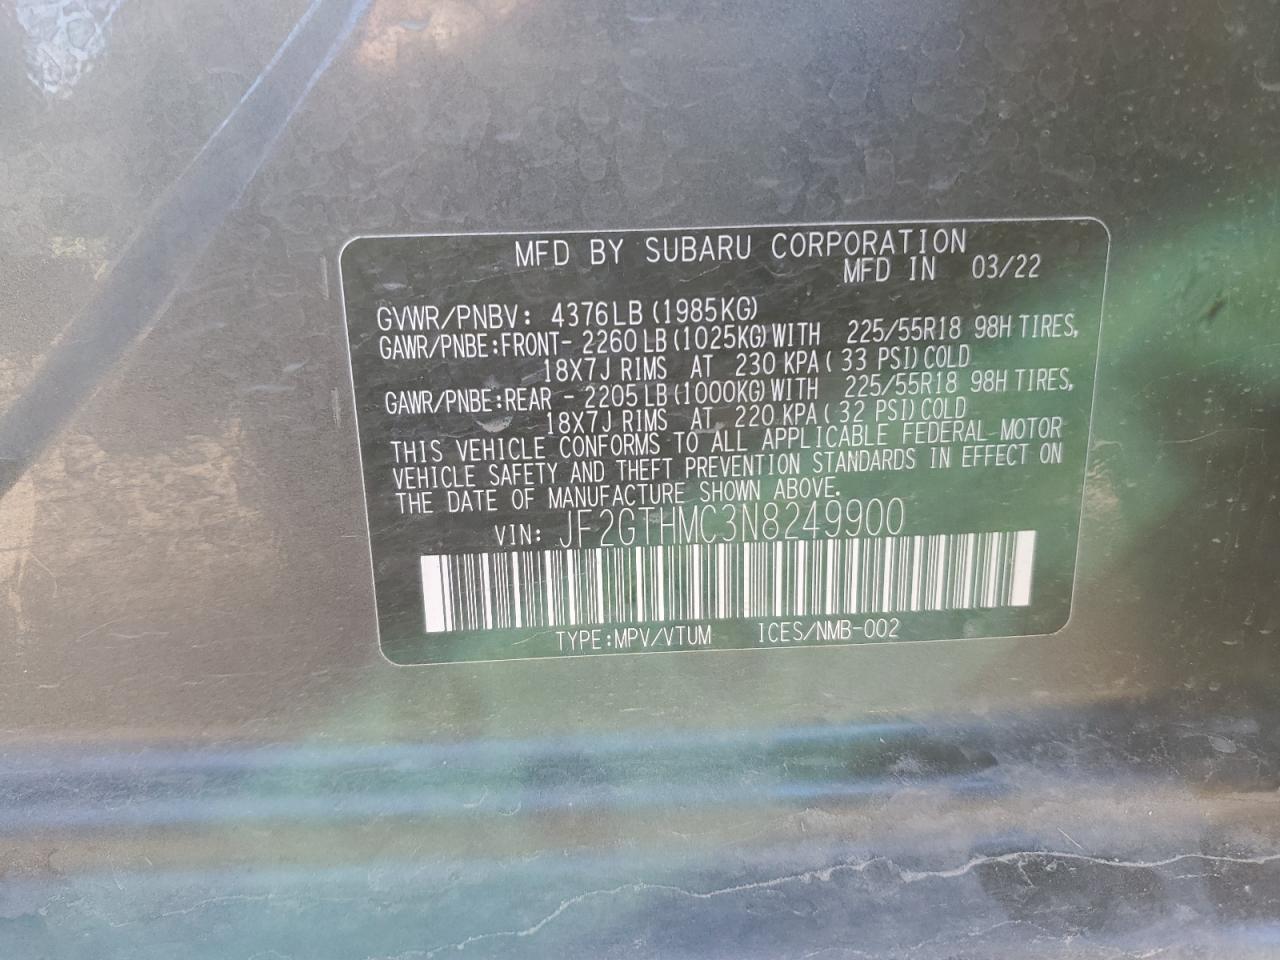 MFD BY SUBARU CORPORATION
MFD IN 03/22
GVWR/PNBV: 4376LB (1985KG)
GAWR/PNBE:FRONT- 2260LB (1025KG)WITH 225/55R18 98H TIRES,
18X7J RIMS AT 230 KPA( 33 PSI)COLD
GAWR/PNBE:REAR - 2205LB (1000KG)WITH 225/55R18 98H TIRES,
18X7J RIMS AT 220 KPA( 32 PSI)COLD
THIS VEHICLE CONFORMS TO ALL APPLICABLE FEDERAL MOTOR
VEHICLE SAFETY AND THEFT PREVENTION STANDARDS IN EFFECT ON
THE DATE OF MANUFACTURE SHOWN ABOVE.
VIN: JF2GTHMC3N8249900
TYPE:MPV/VTUM ICES/NMB-002